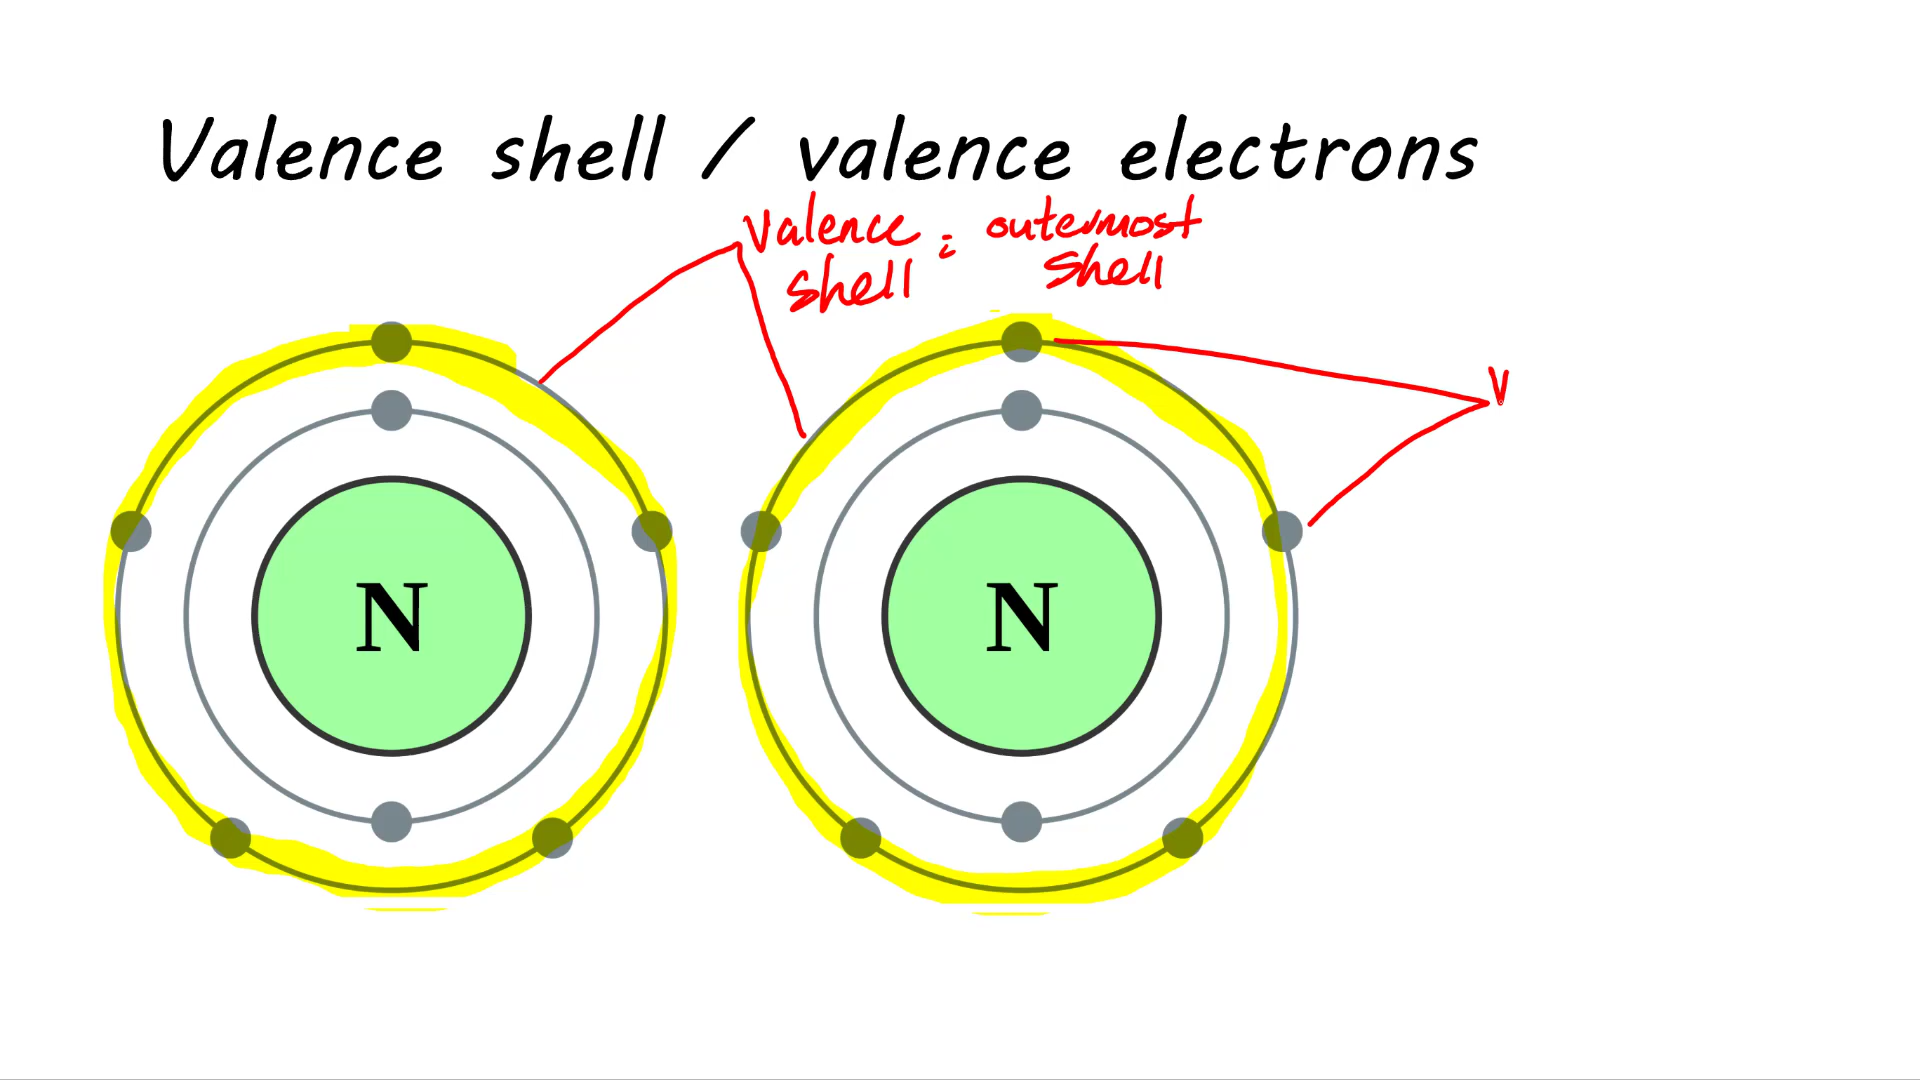 Valence shell / valence electrons
Valence : outermost
shell shell
V
N N